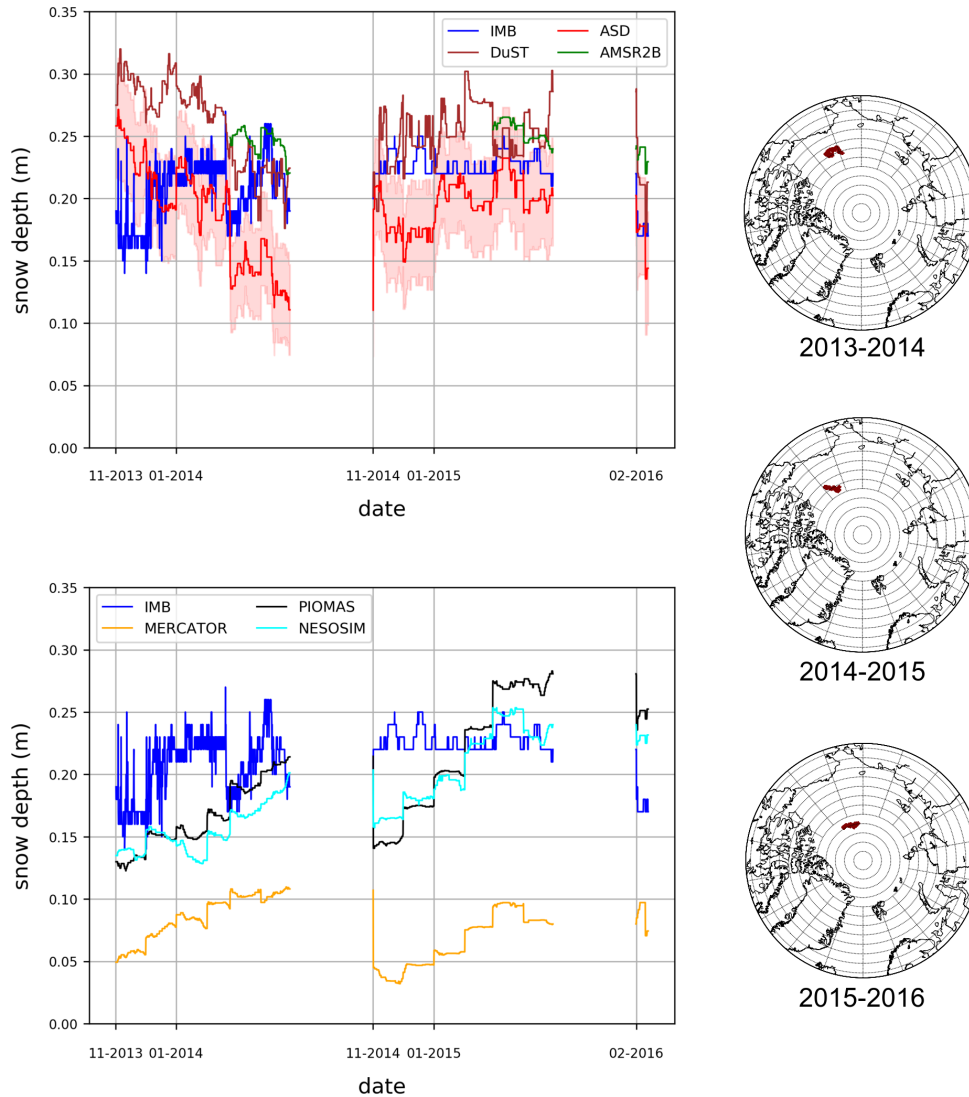 0.35
0.30
0.25
0.20
0.15
0.10
0.05
0.00
snow depth (m)
IMB
DuST
ASD
AMSR2B
11-2013
01-2014
11-2014
01-2015
02-2016
date
2013-2014
0.35
0.30
0.25
0.20
0.15
0.10
0.05
0.00
snow depth (m)
IMB
MERCATOR
PIOMAS
NESOSIM
11-2013
01-2014
11-2014
01-2015
02-2016
date
2014-2015
2015-2016